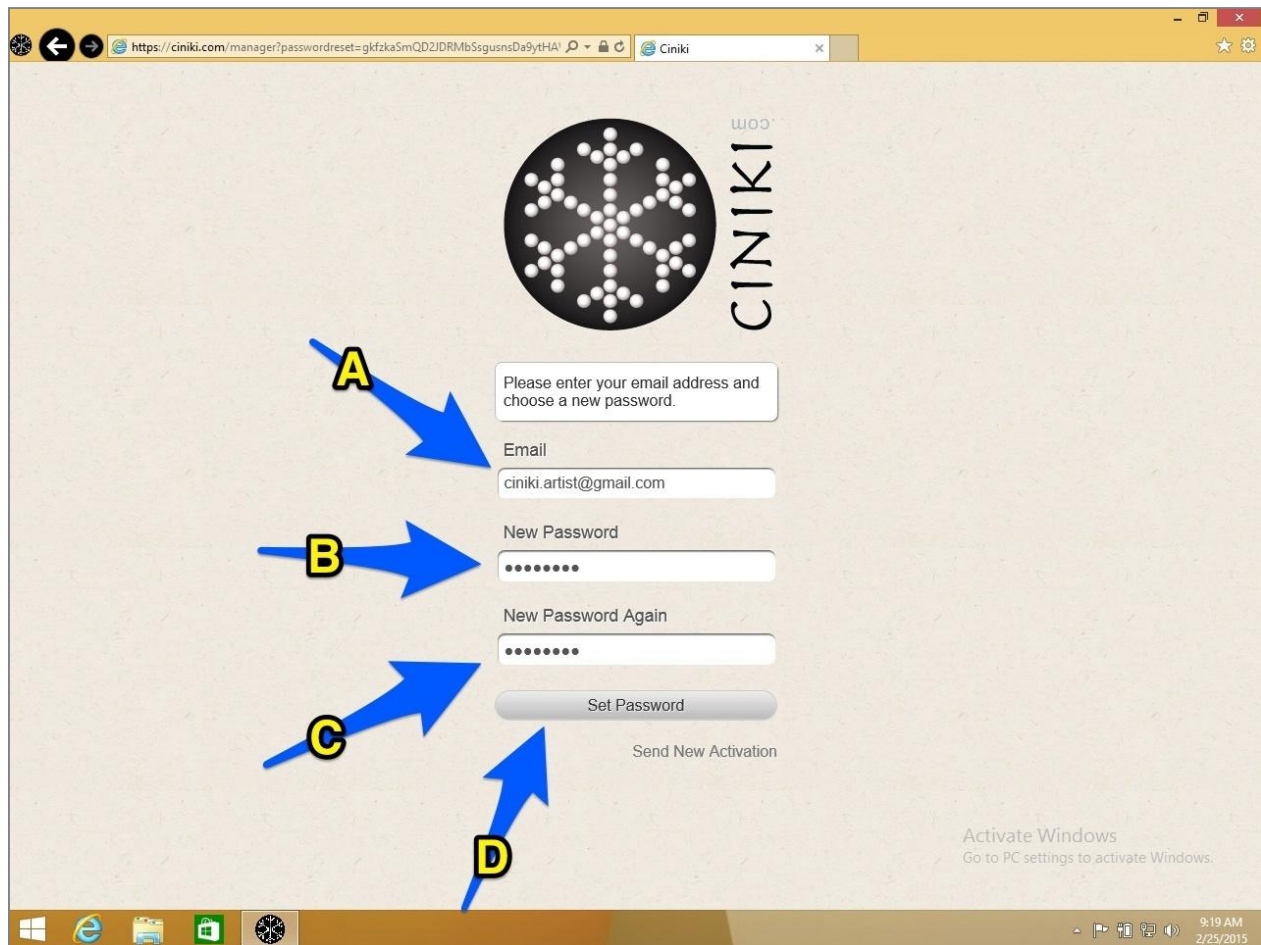 https://ciniki.com/manager?passwordreset=gkfzkaSmQD2JDRMbSsgusnsDa9ytHA
Ciniki
CINIKI
.com
A
Please enter your email address and
choose a new password.
Email
ciniki.artist@gmail.com
B
New Password
••••••••
New Password Again
••••••••
C
Set Password
Send New Activation
D
Activate Windows
Go to PC settings to activate Windows.
9:19 AM
2/25/2015